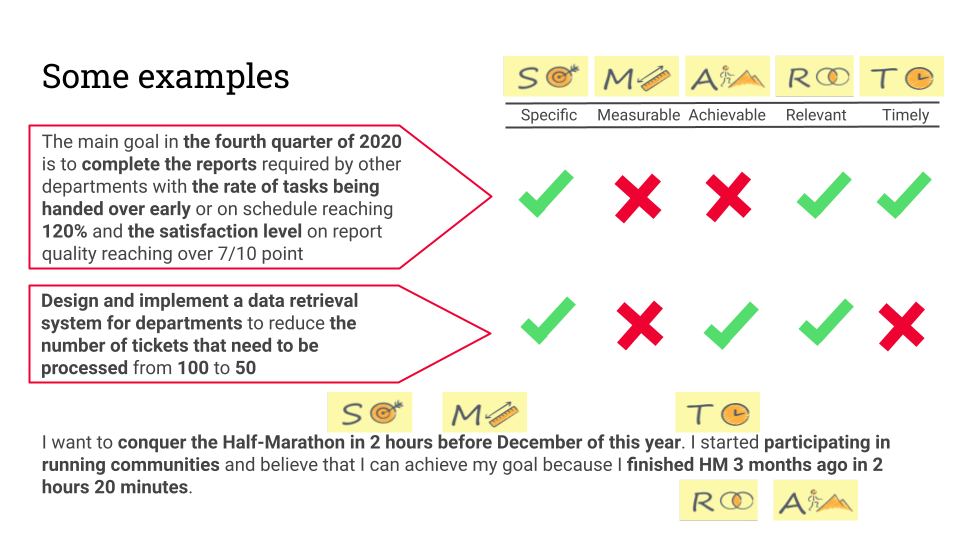 Some examples
S M A R T
Specific Measurable Achievable Relevant Timely
The main goal in the fourth quarter of 2020
is to complete the reports required by other
departments with the rate of tasks being
handed over early or on schedule reaching
120% and the satisfaction level on report
quality reaching over 7/10 point
Design and implement a data retrieval
system for departments to reduce the
number of tickets that need to be
processed from 100 to 50
S M T
I want to conquer the Half-Marathon in 2 hours before December of this year. I started participating in
running communities and believe that I can achieve my goal because I finished HM 3 months ago in 2
hours 20 minutes.
R A